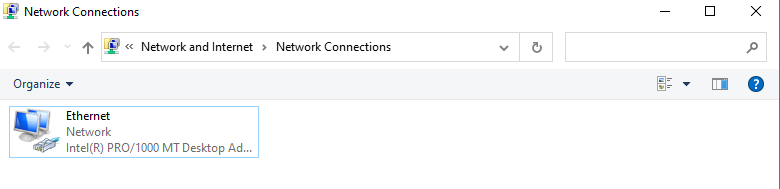 Network Connections
« Network and Internet > Network Connections
Organize
Ethernet
Network
Intel(R) PRO/1000 MT Desktop Ad...